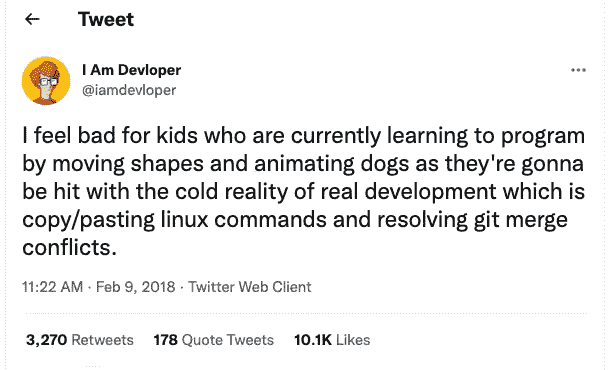 ← Tweet
I Am Devloper
@iamdevloper
I feel bad for kids who are currently learning to program
by moving shapes and animating dogs as they're gonna
be hit with the cold reality of real development which is
copy/pasting linux commands and resolving git merge
conflicts.
11:22 AM · Feb 9, 2018 · Twitter Web Client
3,270 Retweets 178 Quote Tweets 10.1K Likes